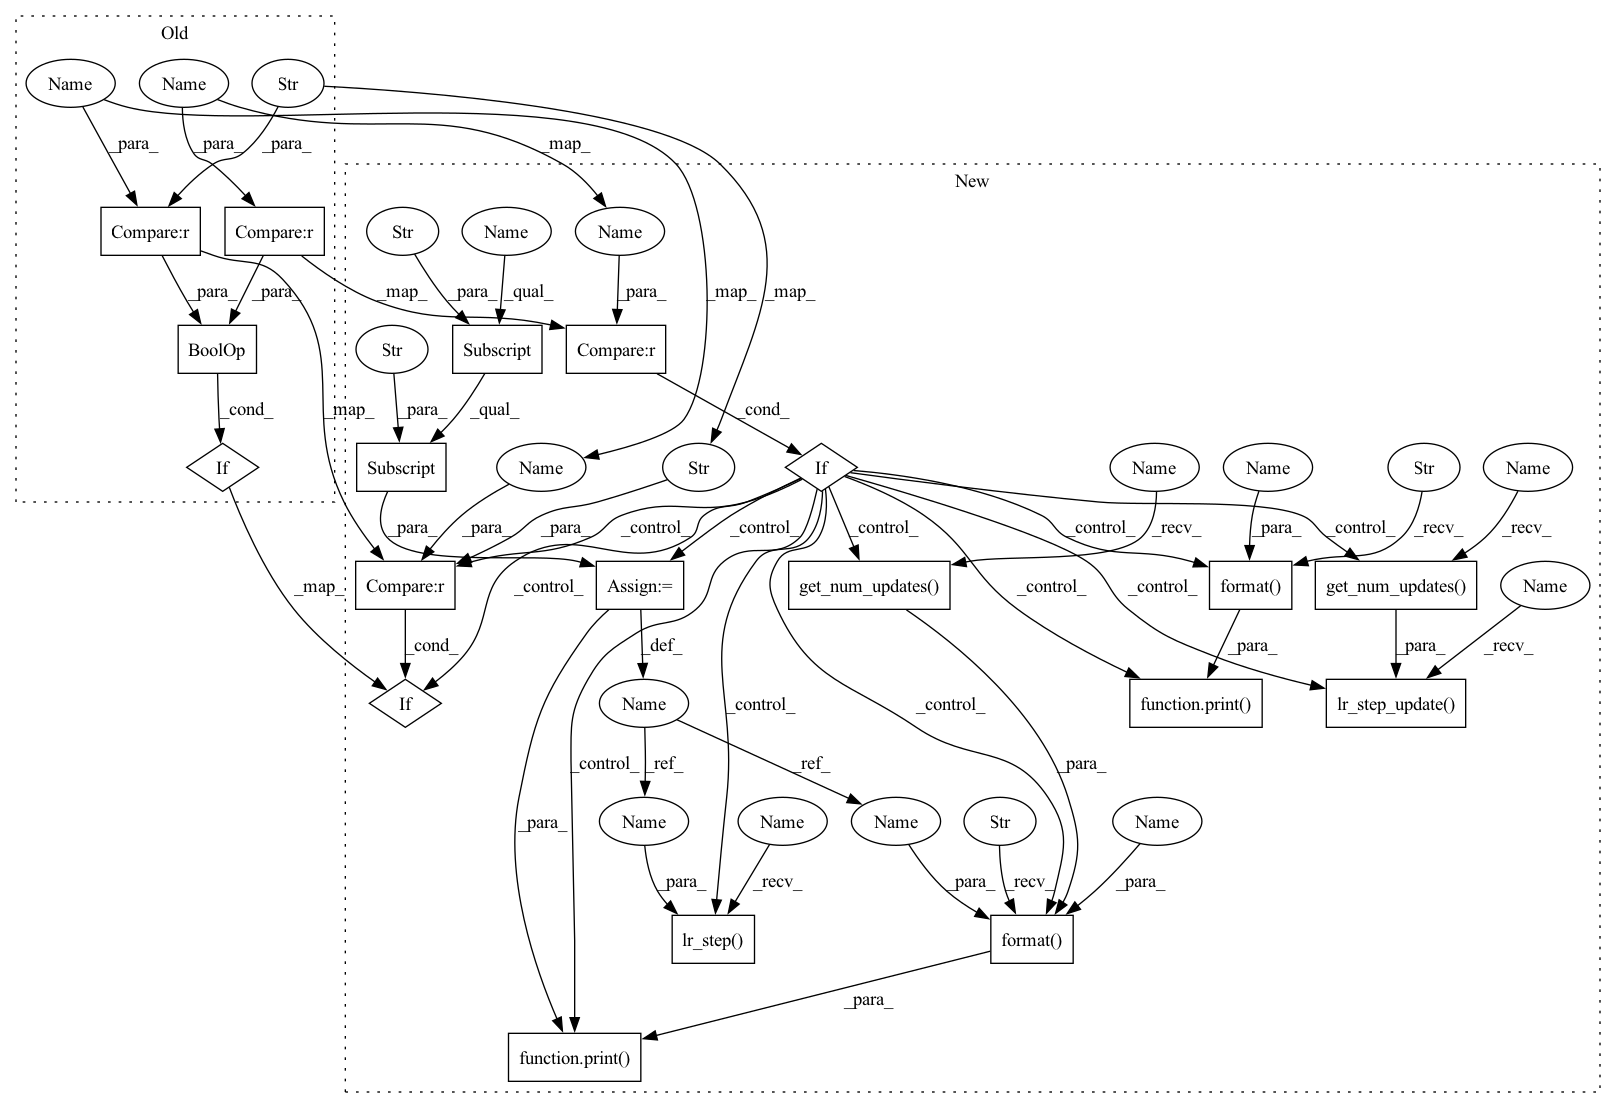 Old
Name Name Str
_para_ _para_ _para_ _map_
New
Compare:r Compare:r Str Name Name
_para_ _para_ _map_ _para_ _qual_ _para_ _map_ _map_
BoolOp Str Subscript Compare:r
_cond_ _map_ _para_ _qual_ _cond_
If Subscript Name Str If Name Name Str Name
_para_ _para_ _para_ _control_ _control_ _control_ _recv_ _control_ _para_ _recv_ _control_ _recv_
_map_ Compare:r _control_ Assign:= get_num_updates() _control_ format() get_num_updates() Name
_cond_ _def_ _control_ _para_ _para_ _recv_
If Name _control_ _control_ function.print() lr_step_update()
_control_ _ref_ _ref_ _para_
_para_ Name Name Name Str Name
_para_ _recv_ _para_ _recv_ _para_
lr_step() format()
_para_
function.print()